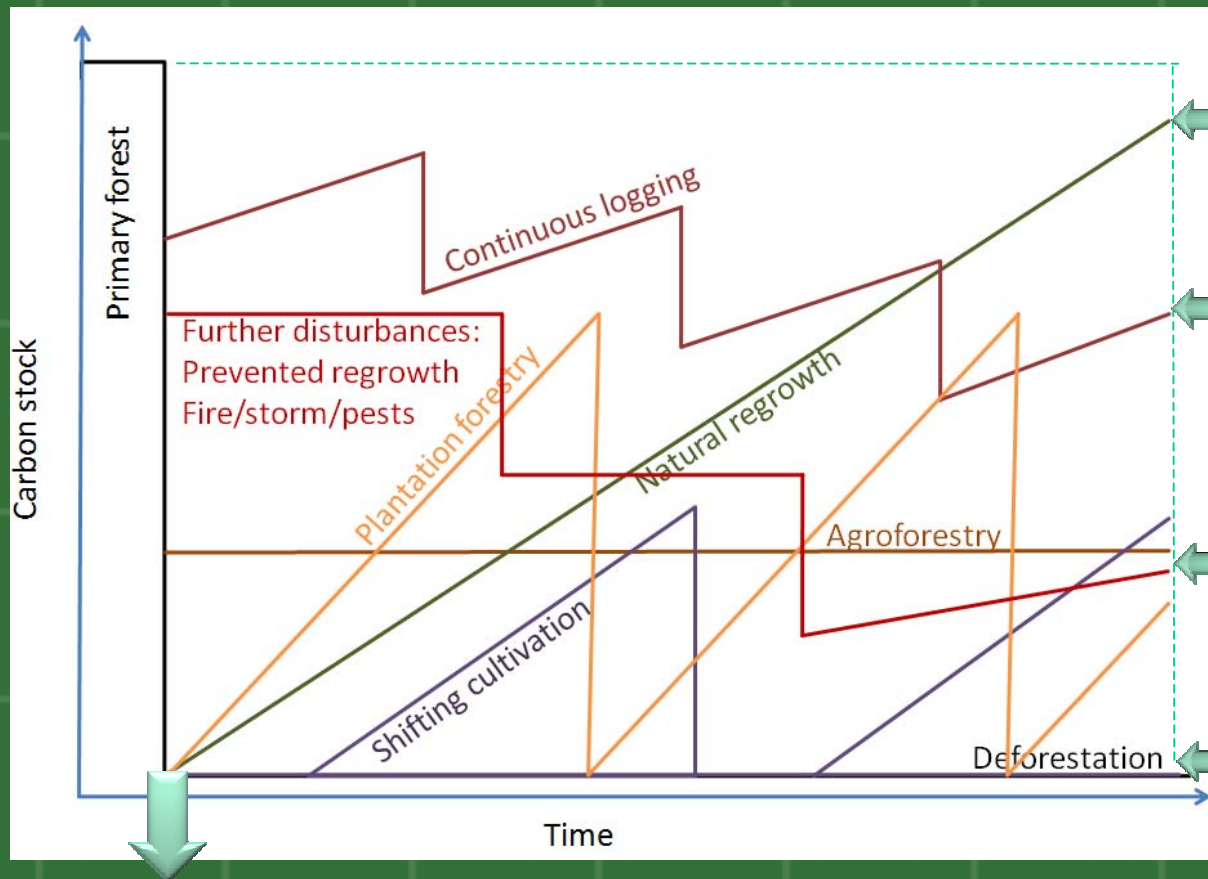 Primary forest
Continuous logging
Further disturbances:
Prevented regrowth
Fire/storm/pests
Plantation forestry
Natural regrowth
Agroforestry
Shifting cultivation
Deforestation
Carbon stock
Time